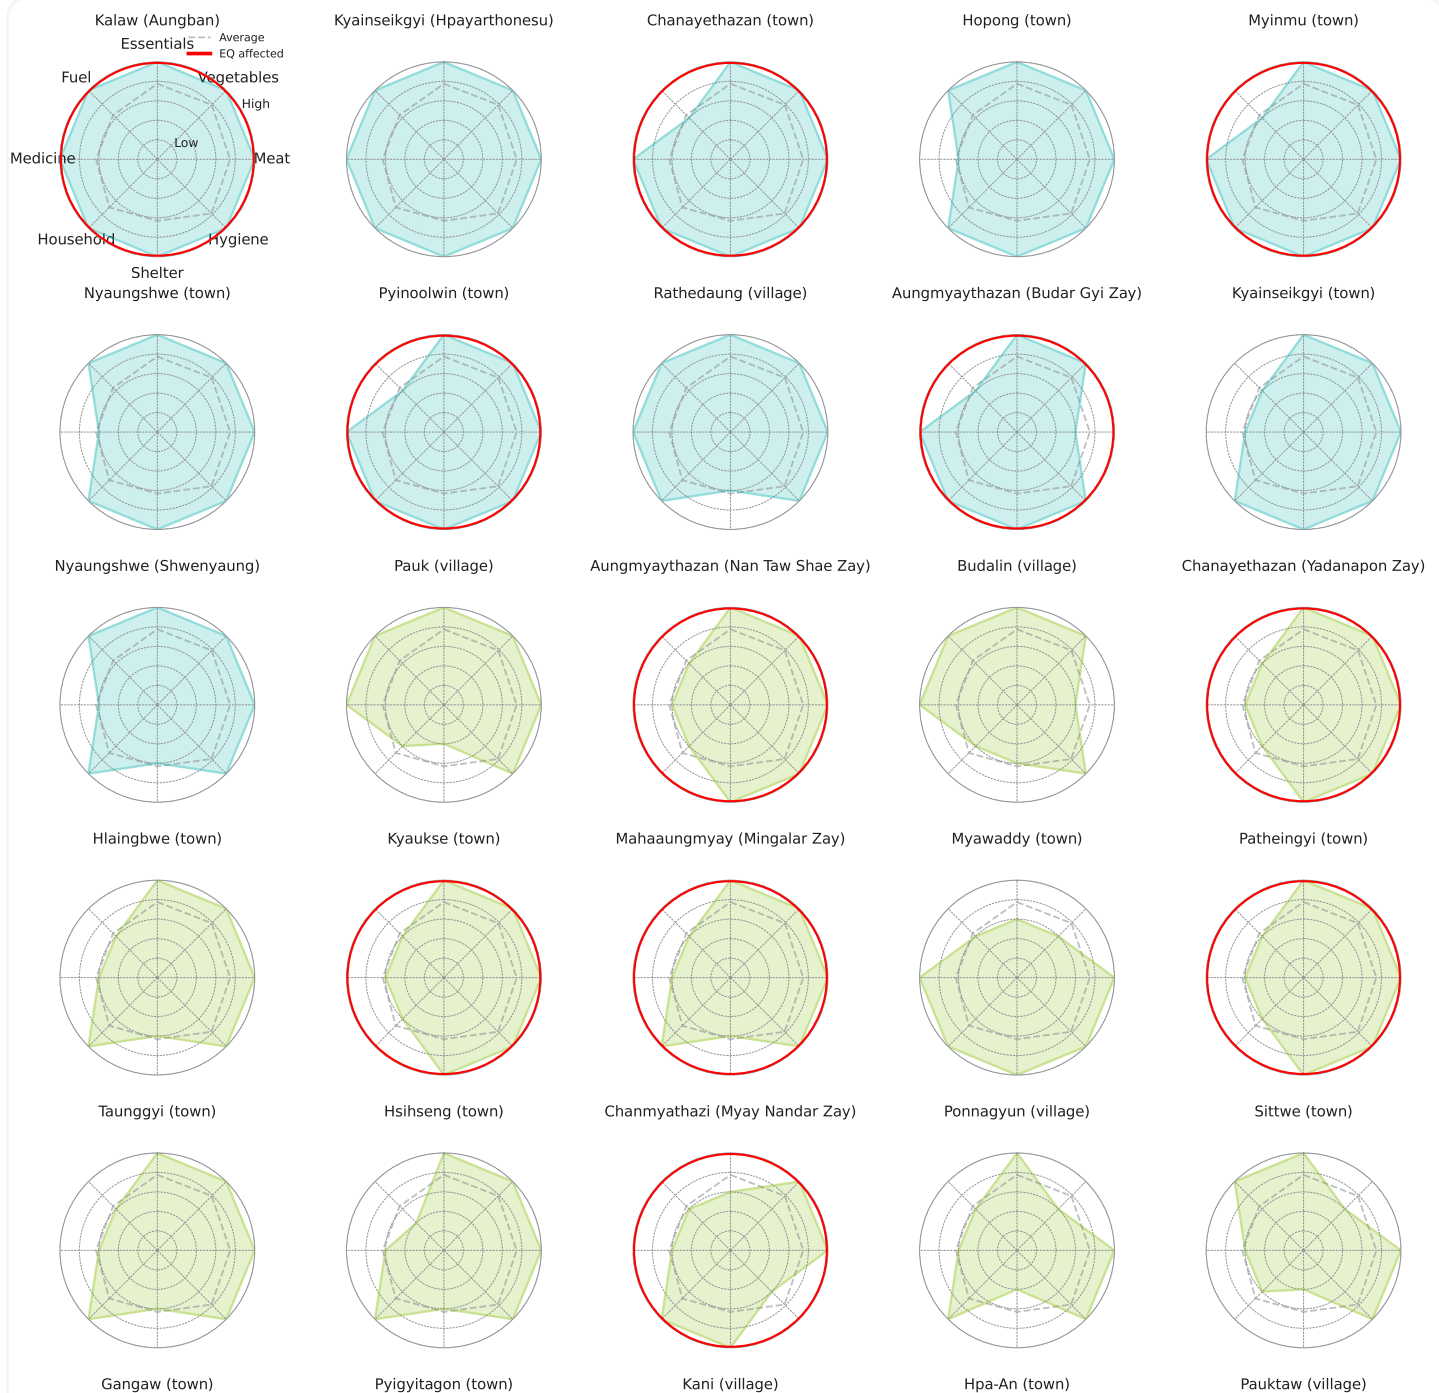 Kalaw (Aungban)
Kyainseikgyi (Hpayarthonesu)
Chanayethazan (town)
Hopong (town)
Myinmu (town)
Average
EQ affected
Essentials
Fuel
Vegetables
High
Low
Medicine
Meat
Household
Hygiene
Shelter
Nyaungshwe (town)
Pyinoolwin (town)
Rathedaung (village)
Aungmyaythazan (Budar Gyi Zay)
Kyainseikgyi (town)
Nyaungshwe (Shwenyaung)
Pauk (village)
Aungmyaythazan (Nan Taw Shae Zay)
Budalin (village)
Chanayethazan (Yadanapon Zay)
Hlaingbwe (town)
Kyaukse (town)
Mahaaungmyay (Mingalar Zay)
Myawaddy (town)
Patheingyi (town)
Taunggyi (town)
Hsihseng (town)
Chanmyathazi (Myay Nandar Zay)
Ponnagyun (village)
Sittwe (town)
Gangaw (town)
Pyigyitagon (town)
Kani (village)
Hpa-An (town)
Pauktaw (village)